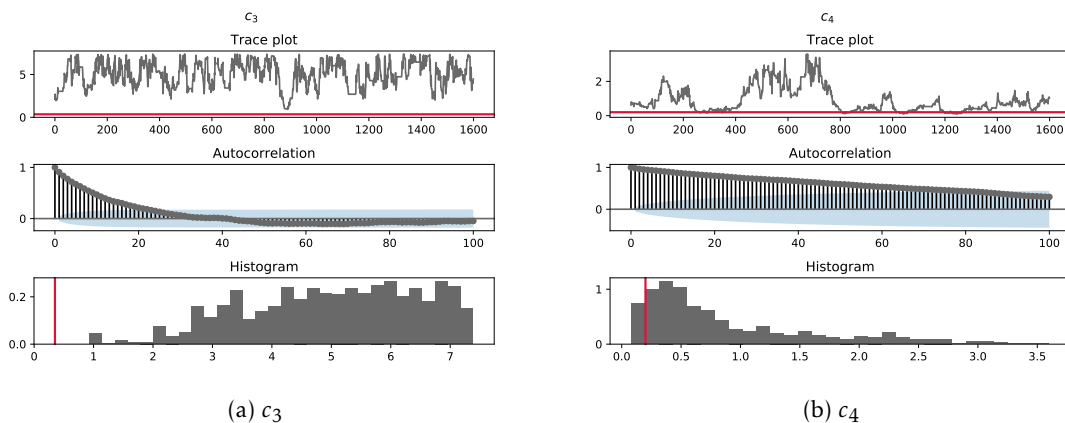 c3
Trace plot
5
0
0 200 400 600 800 1000 1200 1400 1600
Autocorrelation
1
0
0 20 40 60 80 100
Histogram
0.2
0.0
0 1 2 3 4 5 6 7
(a) c3
c4
Trace plot
2
0
0 200 400 600 800 1000 1200 1400 1600
Autocorrelation
1
0
0 20 40 60 80 100
Histogram
1
0
0.0 0.5 1.0 1.5 2.0 2.5 3.0 3.5
(b) c4